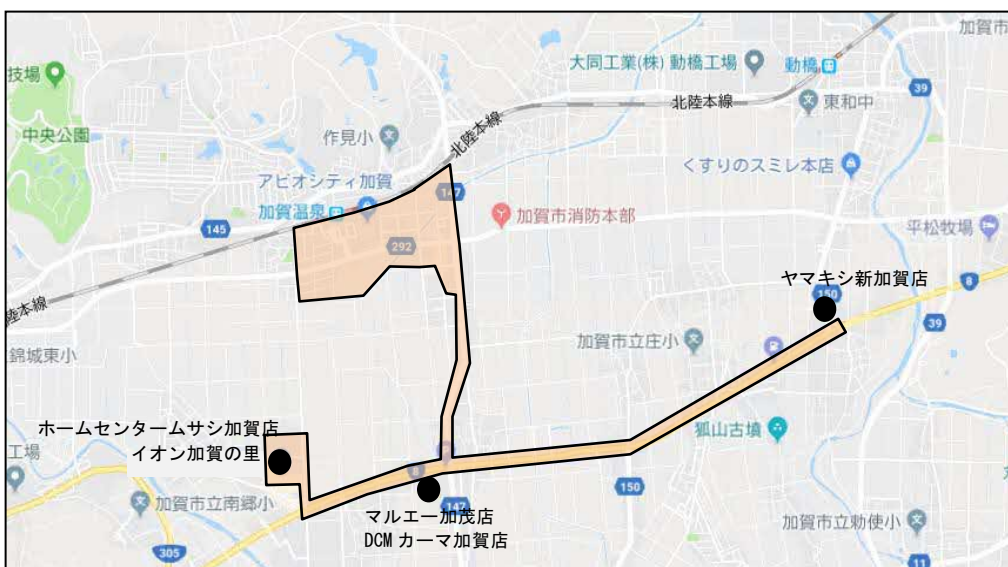 加賀市
技場
大同工業(株) 動橋工場
動橋
39
北陸本線
東和中
中央公園
作見小
北陸本線
くすりのスミレ本店
アピオシティ加賀
147
加賀温泉
加賀市消防本部
145
平松牧場
292
ヤマキシ新加賀店
150
8
陸本線
39
加賀市立庄小
錦城東小
ホームセンタームサシ加賀店
イオン加賀の里
狐山古墳
工場
8
150
147
加賀市立南郷小
マルエー加茂店
DCMカーマ加賀店
加賀市立勅使小
305
11